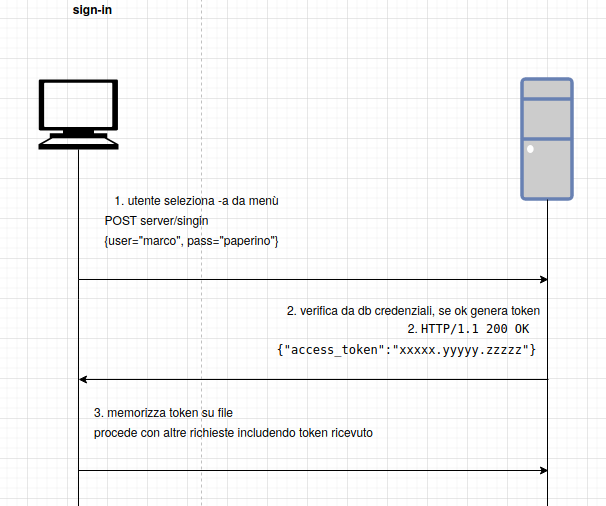 sign-in
1. utente seleziona -a da menù
POST server/singin
{user="marco", pass="paperino"}
2. verifica da db credenziali, se ok genera token
2. HTTP/1.1 200 OK
{"access_token":"xxxxx.yyyyy.zzzzz"}
3. memorizza token su file
procede con altre richieste includendo token ricevuto